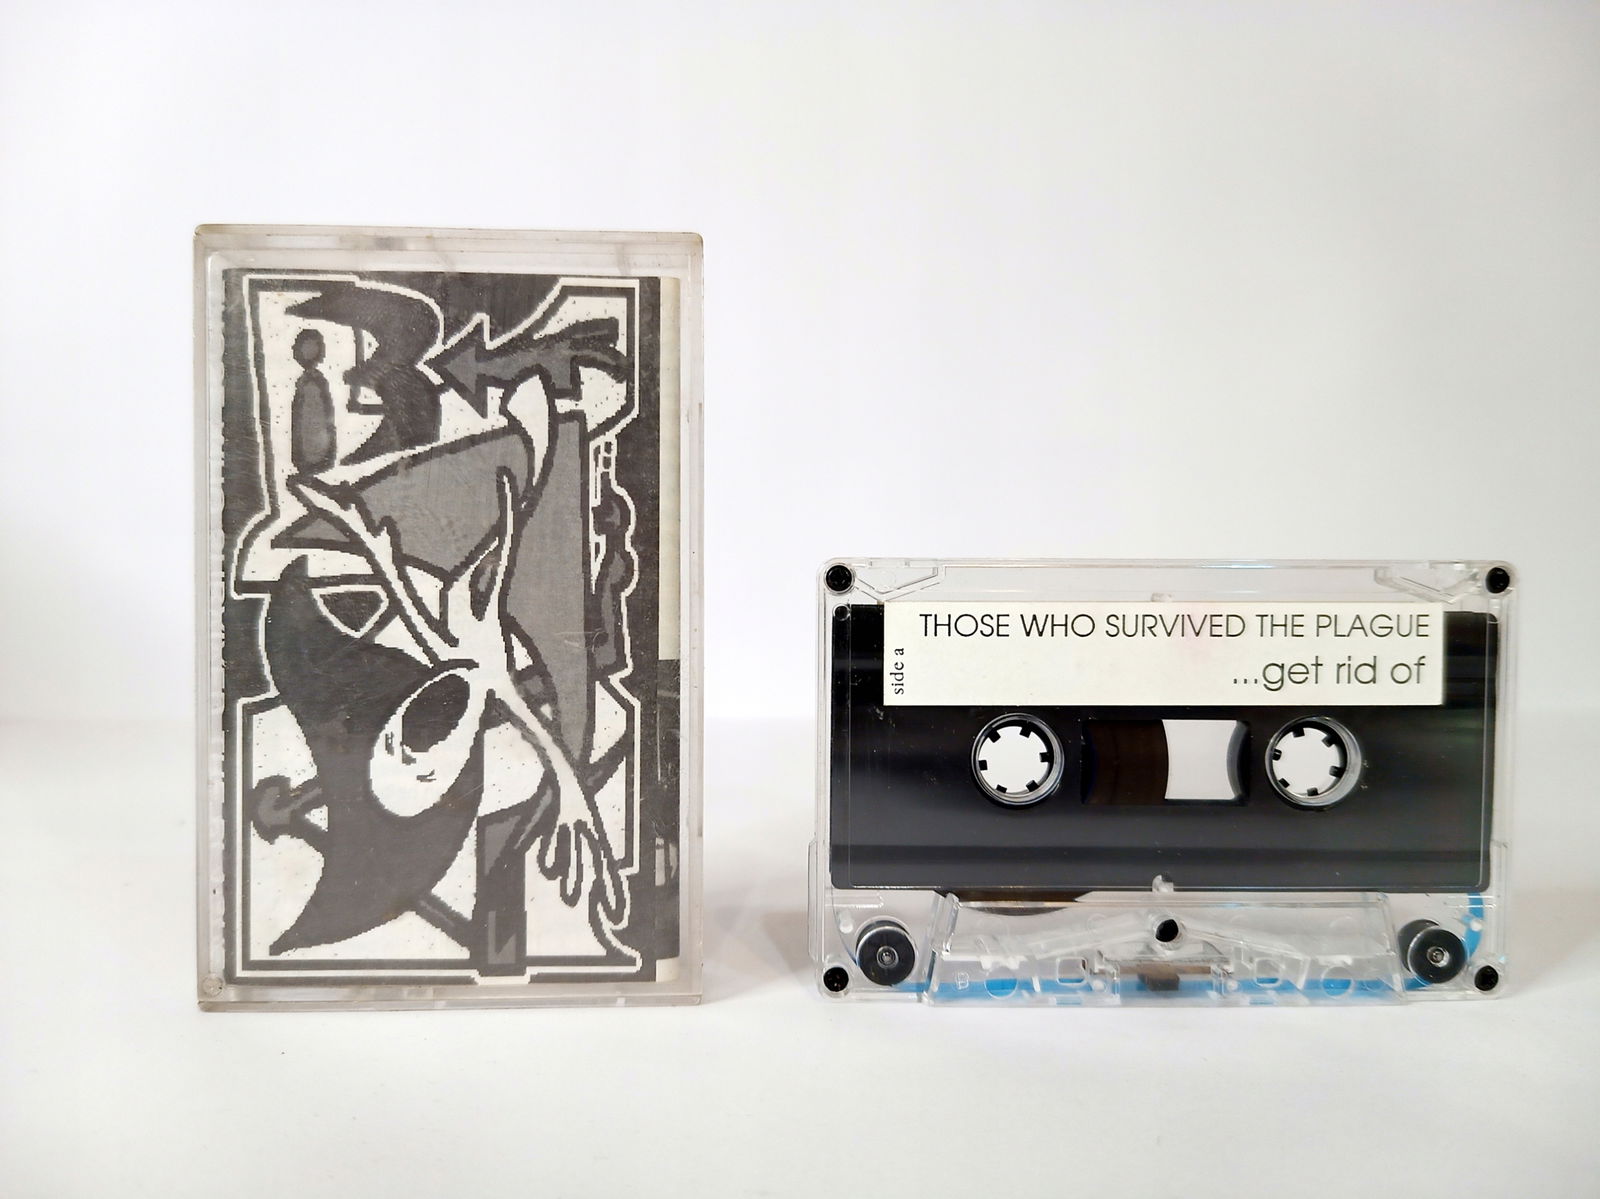 THOSE WHO SURVIVED THE PLAGUE
...get rid of
side a
B